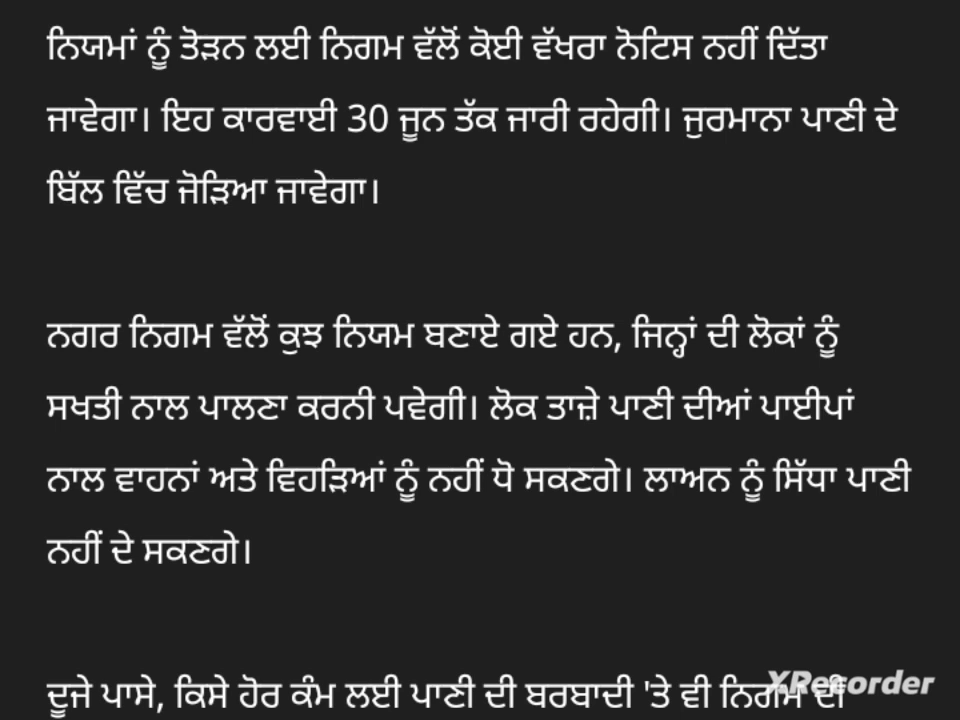 ਨਿਯਮਾਂ ਨੂੰ ਤੋੜਨ ਲਈ ਨਿਗਮ ਵੱਲੋਂ ਕੋਈ ਵੱਖਰਾ ਨੋਟਿਸ ਨਹੀਂ ਦਿੱਤਾ
ਜਾਵੇਗਾ। ਇਹ ਕਾਰਵਾਈ 30 ਜੂਨ ਤੱਕ ਜਾਰੀ ਰਹੇਗੀ। ਜੁਰਮਾਨਾ ਪਾਣੀ ਦੇ
ਬਿੱਲ ਵਿੱਚ ਜੋੜਿਆ ਜਾਵੇਗਾ।
ਨਗਰ ਨਿਗਮ ਵੱਲੋਂ ਕੁਝ ਨਿਯਮ ਬਣਾਏ ਗਏ ਹਨ, ਜਿਨ੍ਹਾਂ ਦੀ ਲੋਕਾਂ ਨੂੰ
ਸਖਤੀ ਨਾਲ ਪਾਲਣਾ ਕਰਨੀ ਪਵੇਗੀ। ਲੋਕ ਤਾਜ਼ੇ ਪਾਣੀ ਦੀਆਂ ਪਾਈਪਾਂ
ਨਾਲ ਵਾਹਨਾਂ ਅਤੇ ਵਿਹੜਿਆਂ ਨੂੰ ਨਹੀਂ ਧੋ ਸਕਣਗੇ। ਲਾਅਨ ਨੂੰ ਸਿੱਧਾ ਪਾਣੀ
ਨਹੀਂ ਦੇ ਸਕਣਗੇ।
ਦੂਜੇ ਪਾਸੇ, ਕਿਸੇ ਹੋਰ ਕੰਮ ਲਈ ਪਾਣੀ ਦੀ ਬਰਬਾਦੀ 'ਤੇ ਵੀ ਨਿਗਮ ਦੀ
XRecorder